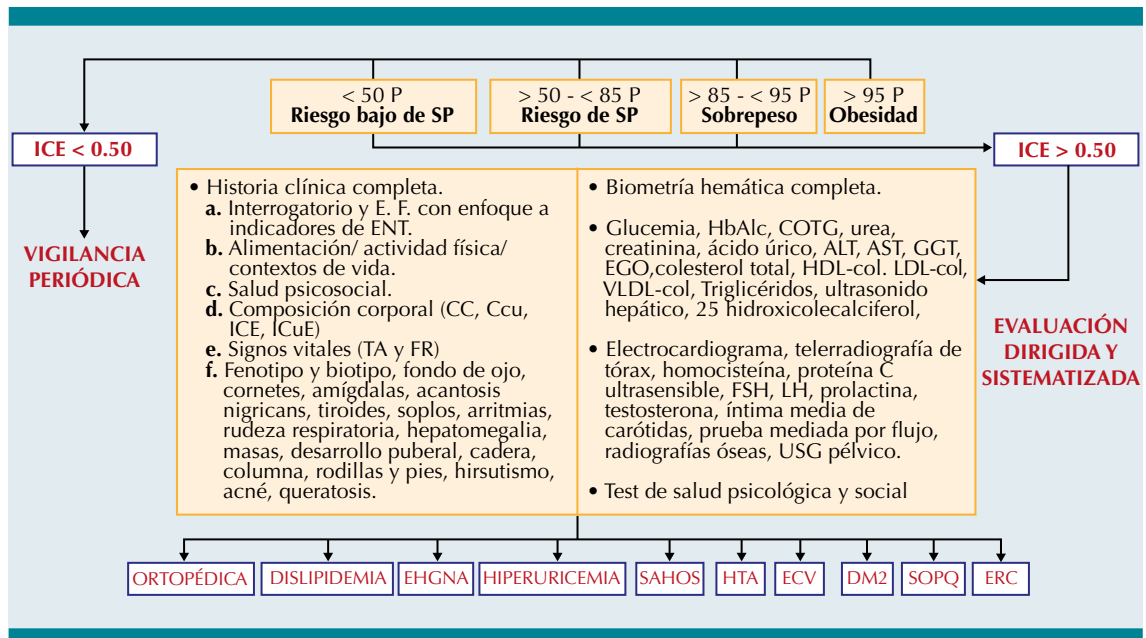 < 50 P
Riesgo bajo de SP
> 50 - < 85 P
Riesgo de SP
> 85 - < 95 P
Sobrepeso
> 95 P
Obesidad
ICE < 0.50
ICE > 0.50
VIGILANCIA
PERIÓDICA
• Historia clínica completa.
a. Interrogatorio y E. F. con enfoque a
indicadores de ENT.
b. Alimentación/ actividad física/
contextos de vida.
c. Salud psicosocial.
d. Composición corporal (CC, Ccu,
ICE, ICuE)
e. Signos vitales (TA y FR)
f. Fenotipo y biotipo, fondo de ojo,
cornetes, amígdalas, acantosis
nigricans, tiroides, soplos, arritmias,
rudeza respiratoria, hepatomegalia,
masas, desarrollo puberal, cadera,
columna, rodillas y pies, hirsutismo,
acné, queratosis.
• Biometría hemática completa.
• Glucemia, HbAlc, COTG, urea,
creatinina, ácido úrico, ALT, AST, GGT,
EGO,colesterol total, HDL-col. LDL-col,
VLDL-col, Triglicéridos, ultrasonido
hepático, 25 hidroxicolecalciferol,
• Electrocardiograma, telerradiografía de
tórax, homocisteína, proteína C
ultrasensible, FSH, LH, prolactina,
testosterona, íntima media de
carótidas, prueba mediada por flujo,
radiografías óseas, USG pélvico.
• Test de salud psicológica y social
EVALUACIÓN
DIRIGIDA Y
SISTEMATIZADA
ORTOPÉDICA
DISLIPIDEMIA
EHGNA
HIPERURICEMIA
SAHOS
HTA
ECV
DM2
SOPQ
ERC